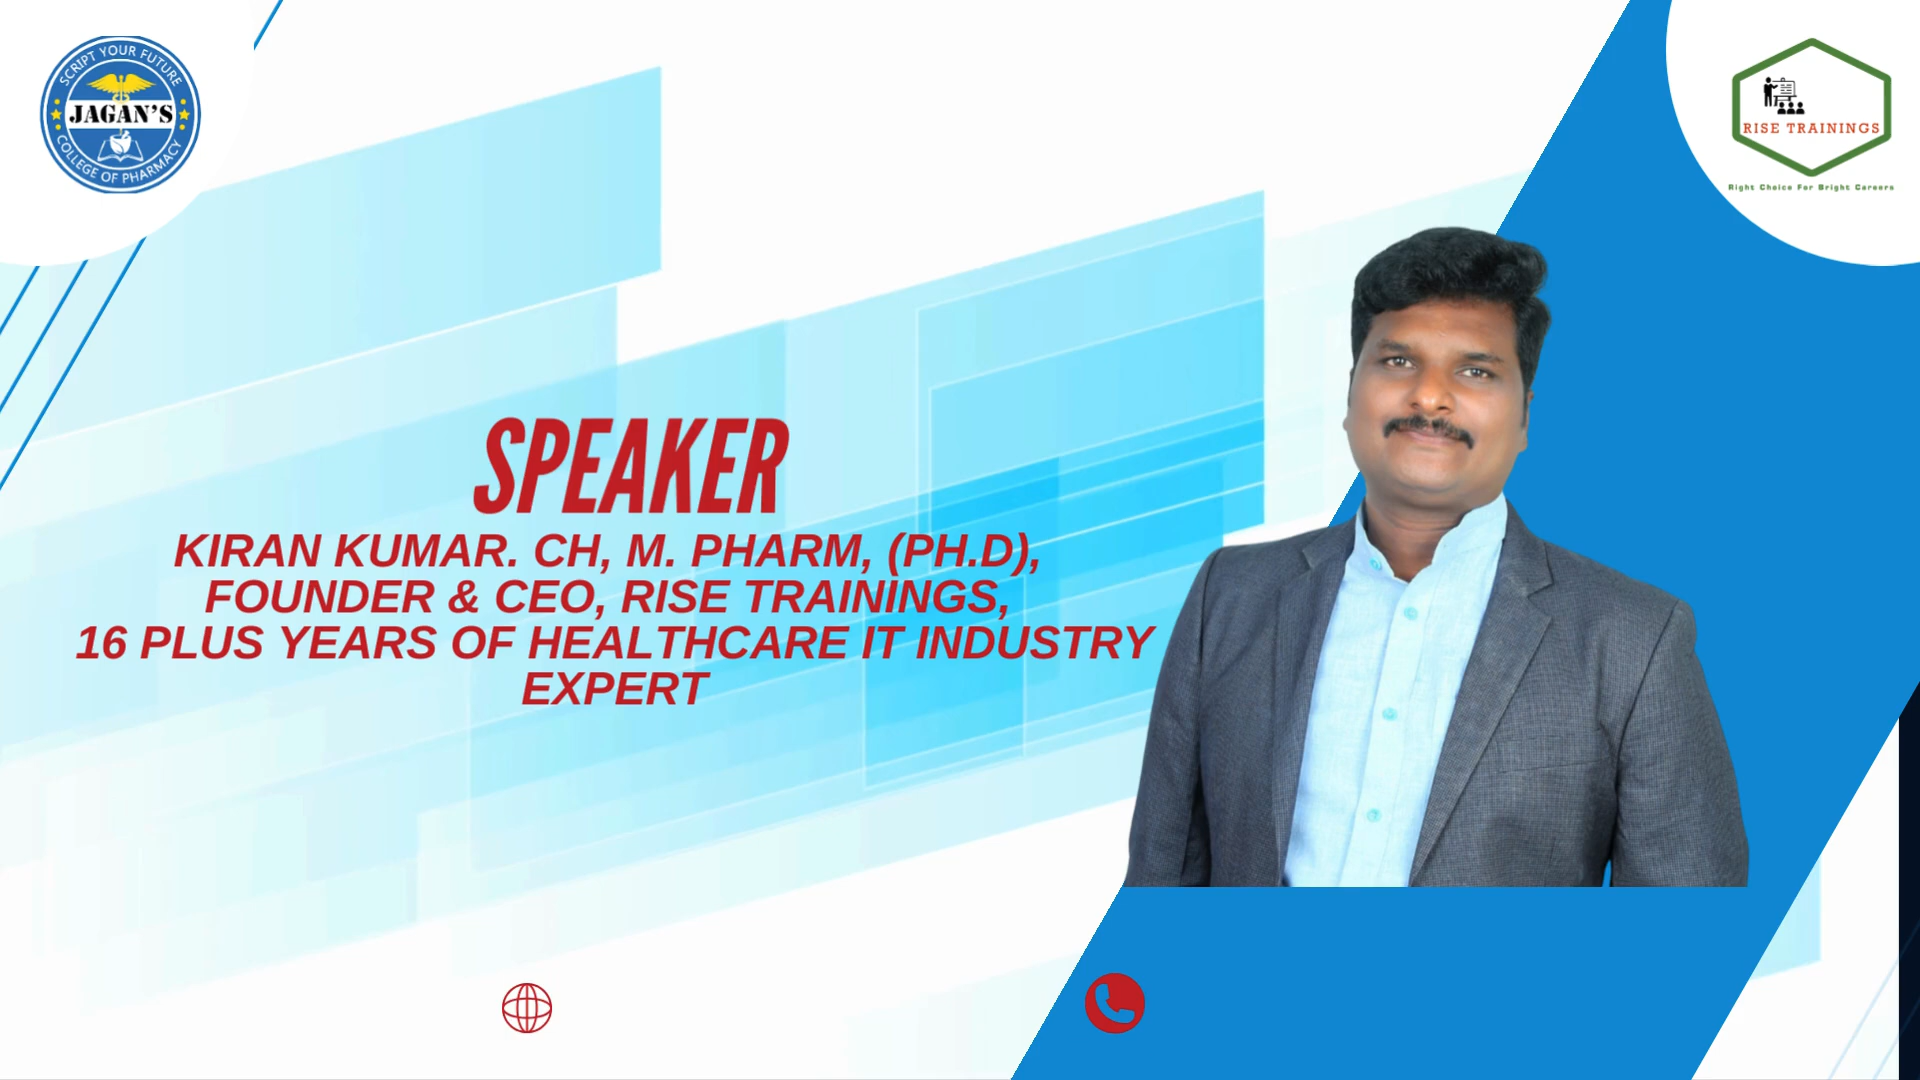 SCRIPT YOUR FUTURE
JAGAN'S
COLLEGE OF PHARMACY
RISE TRAININGS
Right Choice For Bright Careers
SPEAKER
KIRAN KUMAR. CH, M. PHARM, (PH.D),
FOUNDER & CEO, RISE TRAININGS,
16 PLUS YEARS OF HEALTHCARE IT INDUSTRY
EXPERT